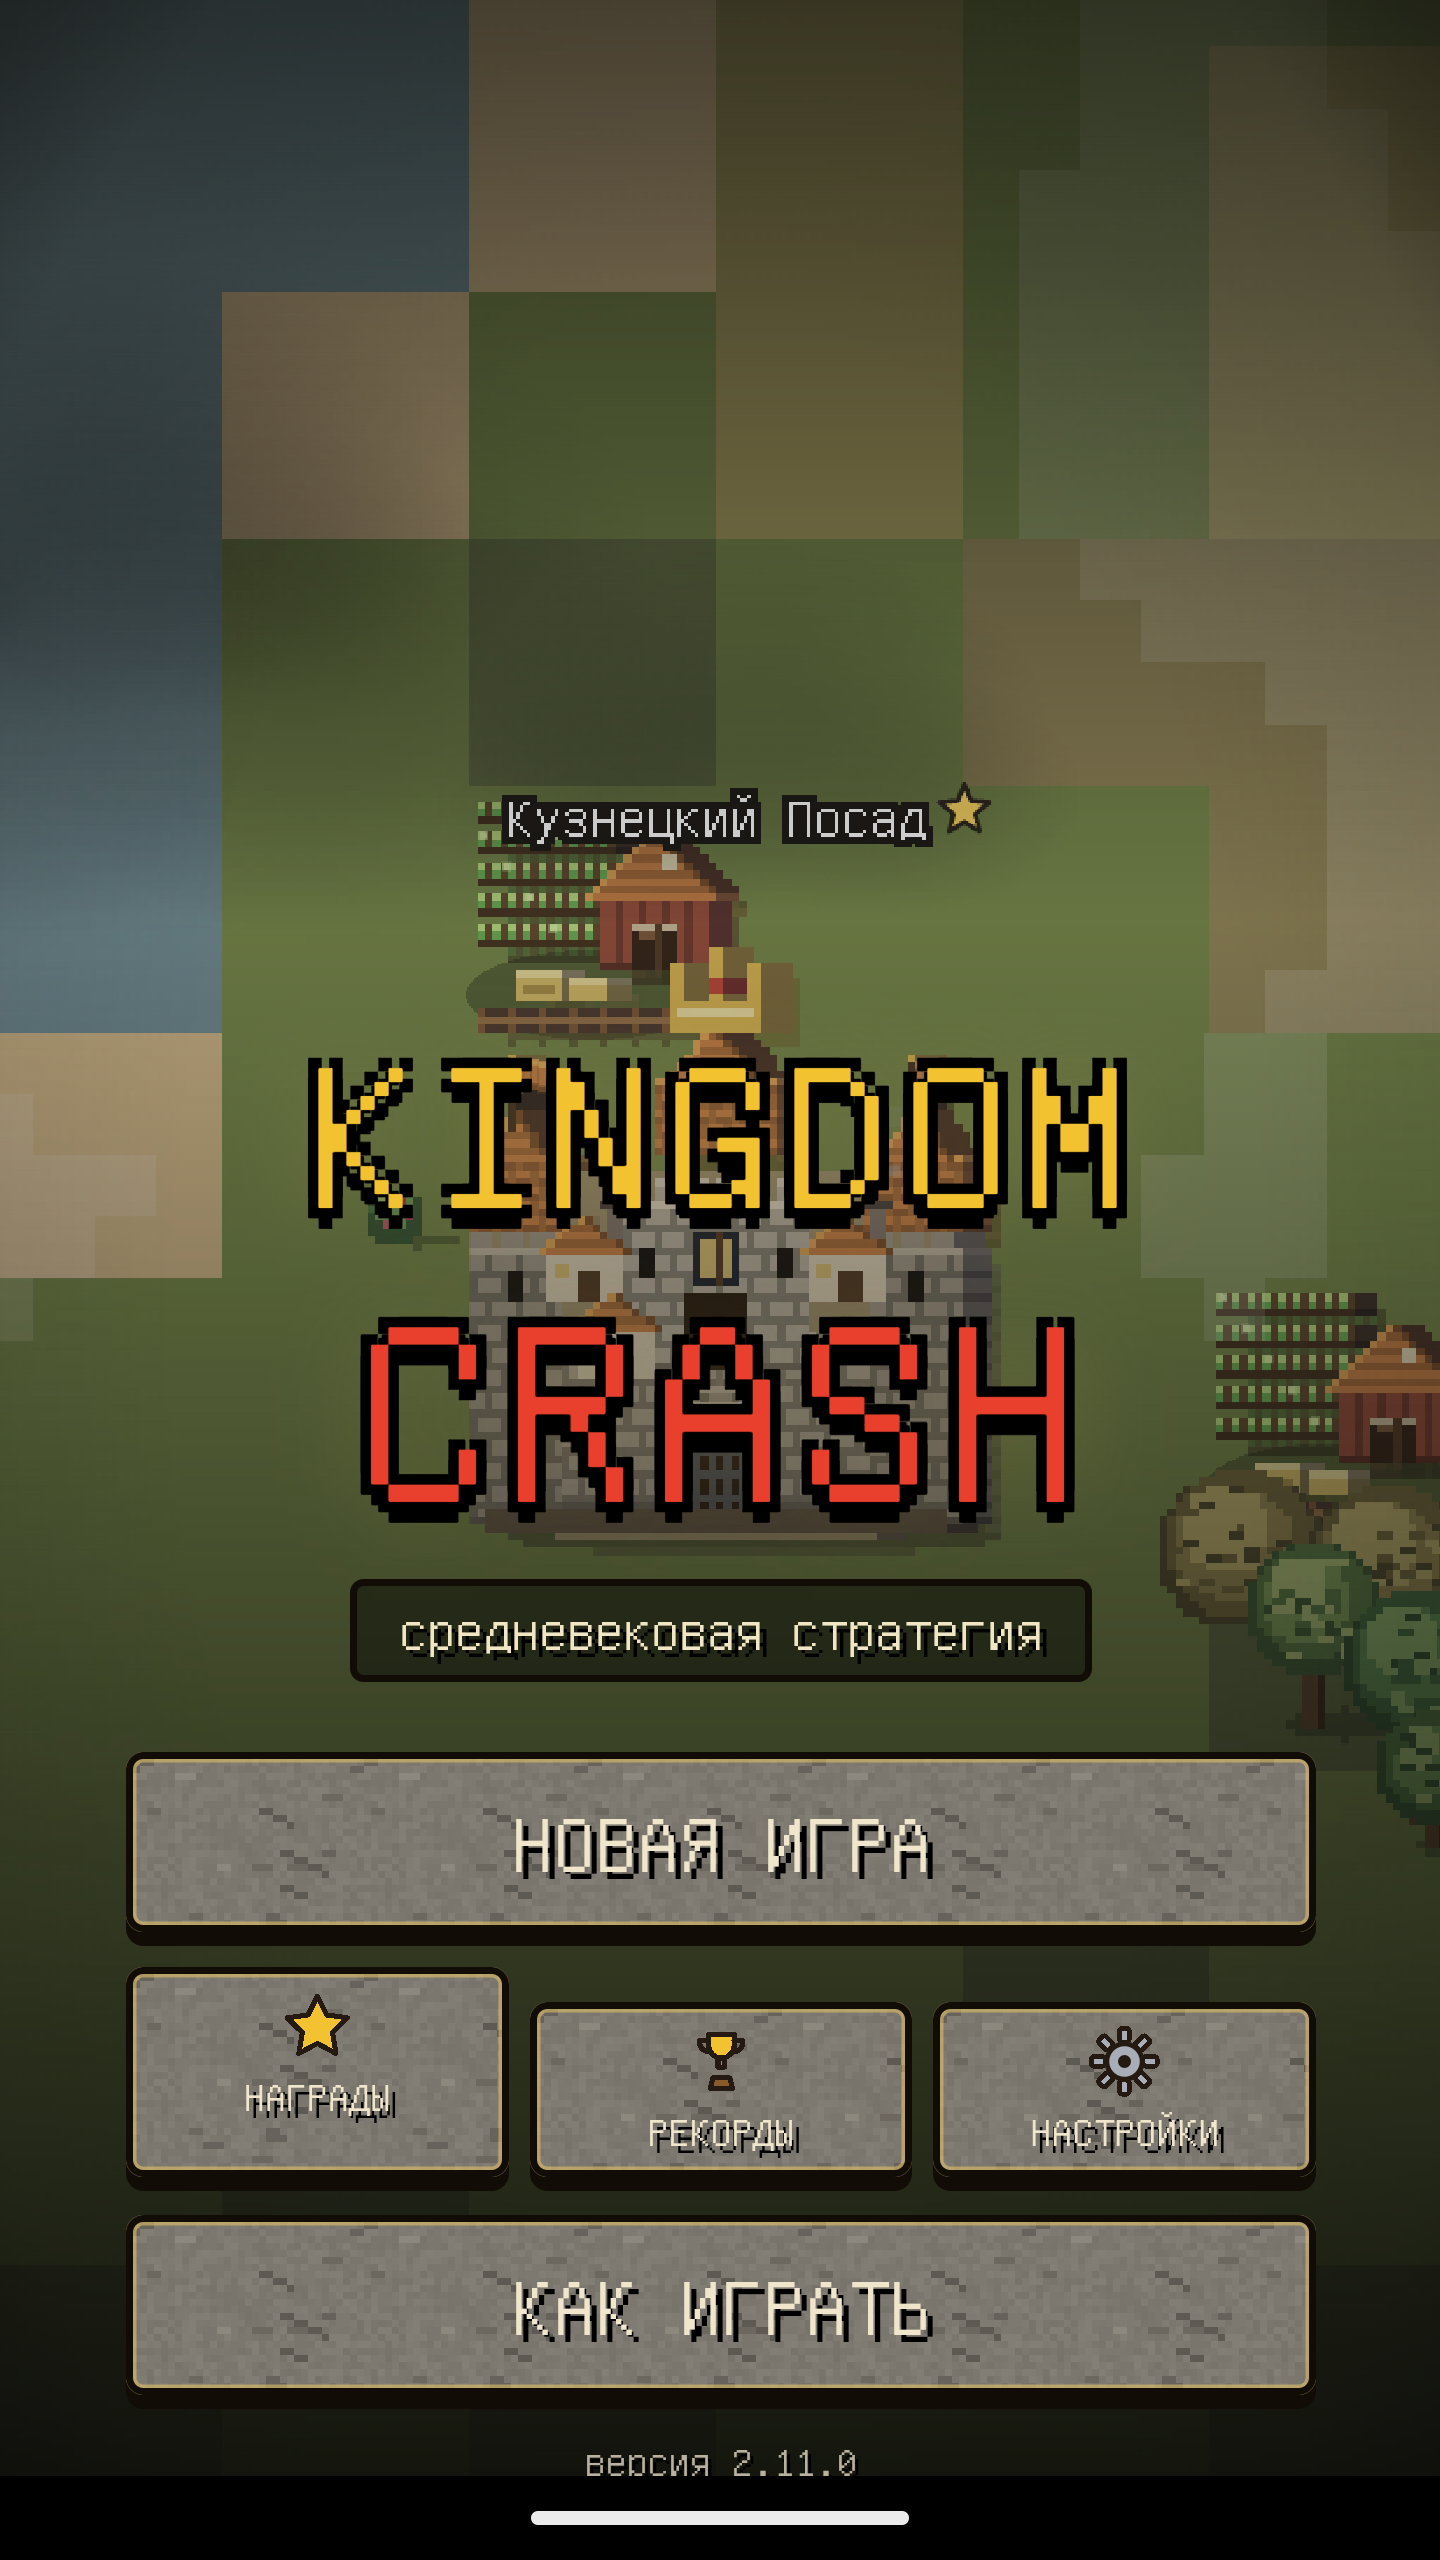 Кузнецкий Посад
KINGDOM
CRASH
средневековая стратегия
НОВАЯ ИГРА
НАГРАДЫ
РЕКОРДЫ
НАСТРОЙКИ
КАК ИГРАТЬ
версия 2.11.0